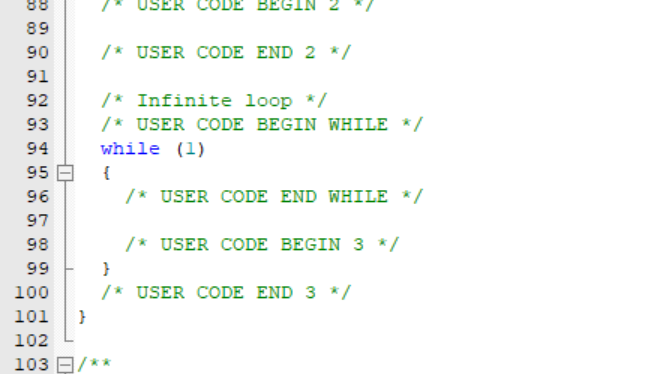 88 /* USER CODE BEGIN 2 */
89
90 /* USER CODE END 2 */
91
92 /* Infinite loop */
93 /* USER CODE BEGIN WHILE */
94 while (1)
95 {
96 /* USER CODE END WHILE */
97
98 /* USER CODE BEGIN 3 */
99 }
100 /* USER CODE END 3 */
101 }
102
103 /**